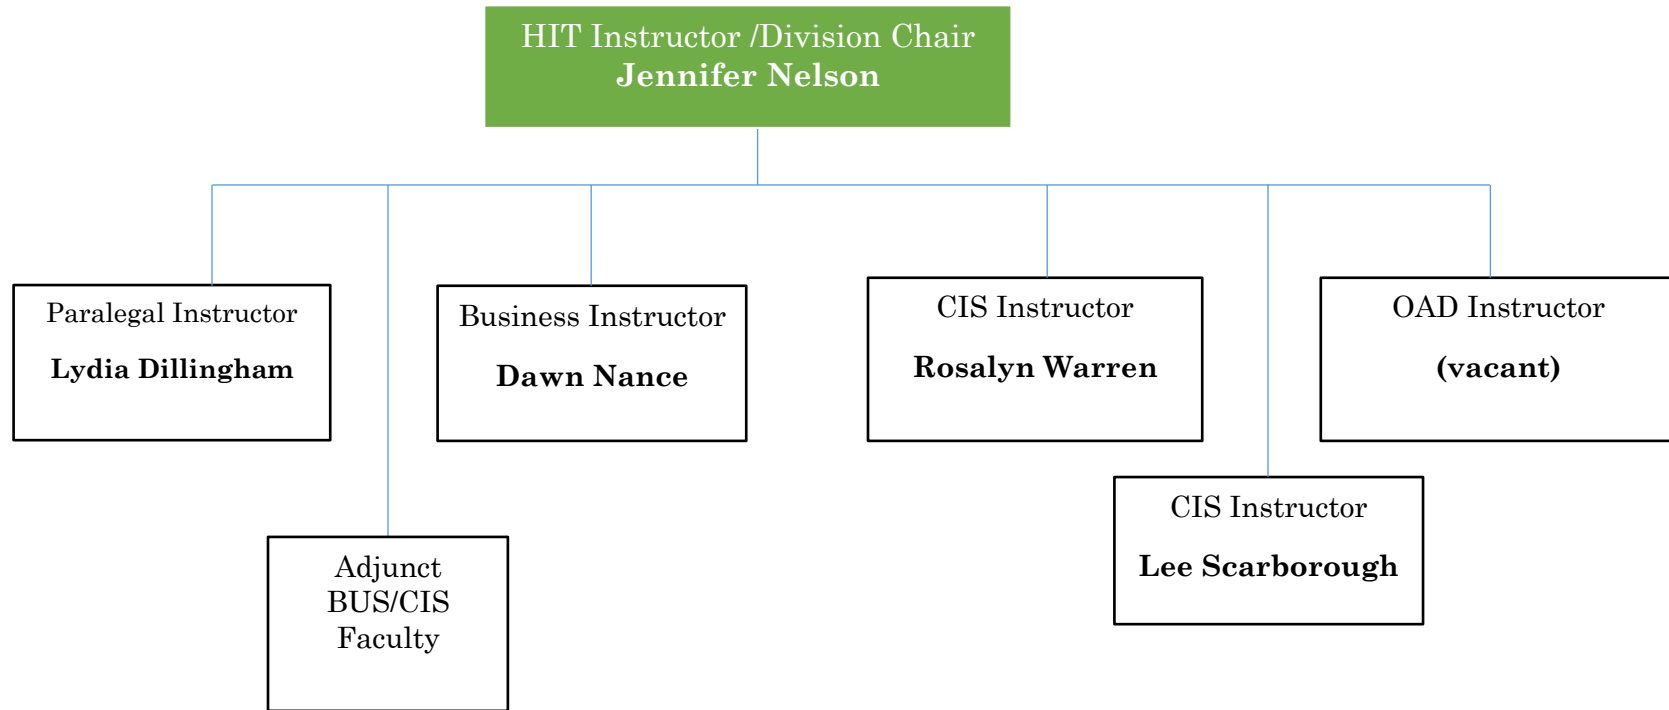 HIT Instructor /Division Chair
Jennifer Nelson
Paralegal Instructor
Lydia Dillingham
Business Instructor
Dawn Nance
CIS Instructor
Rosalyn Warren
OAD Instructor
(vacant)
Adjunct
BUS/CIS
Faculty
CIS Instructor
Lee Scarborough